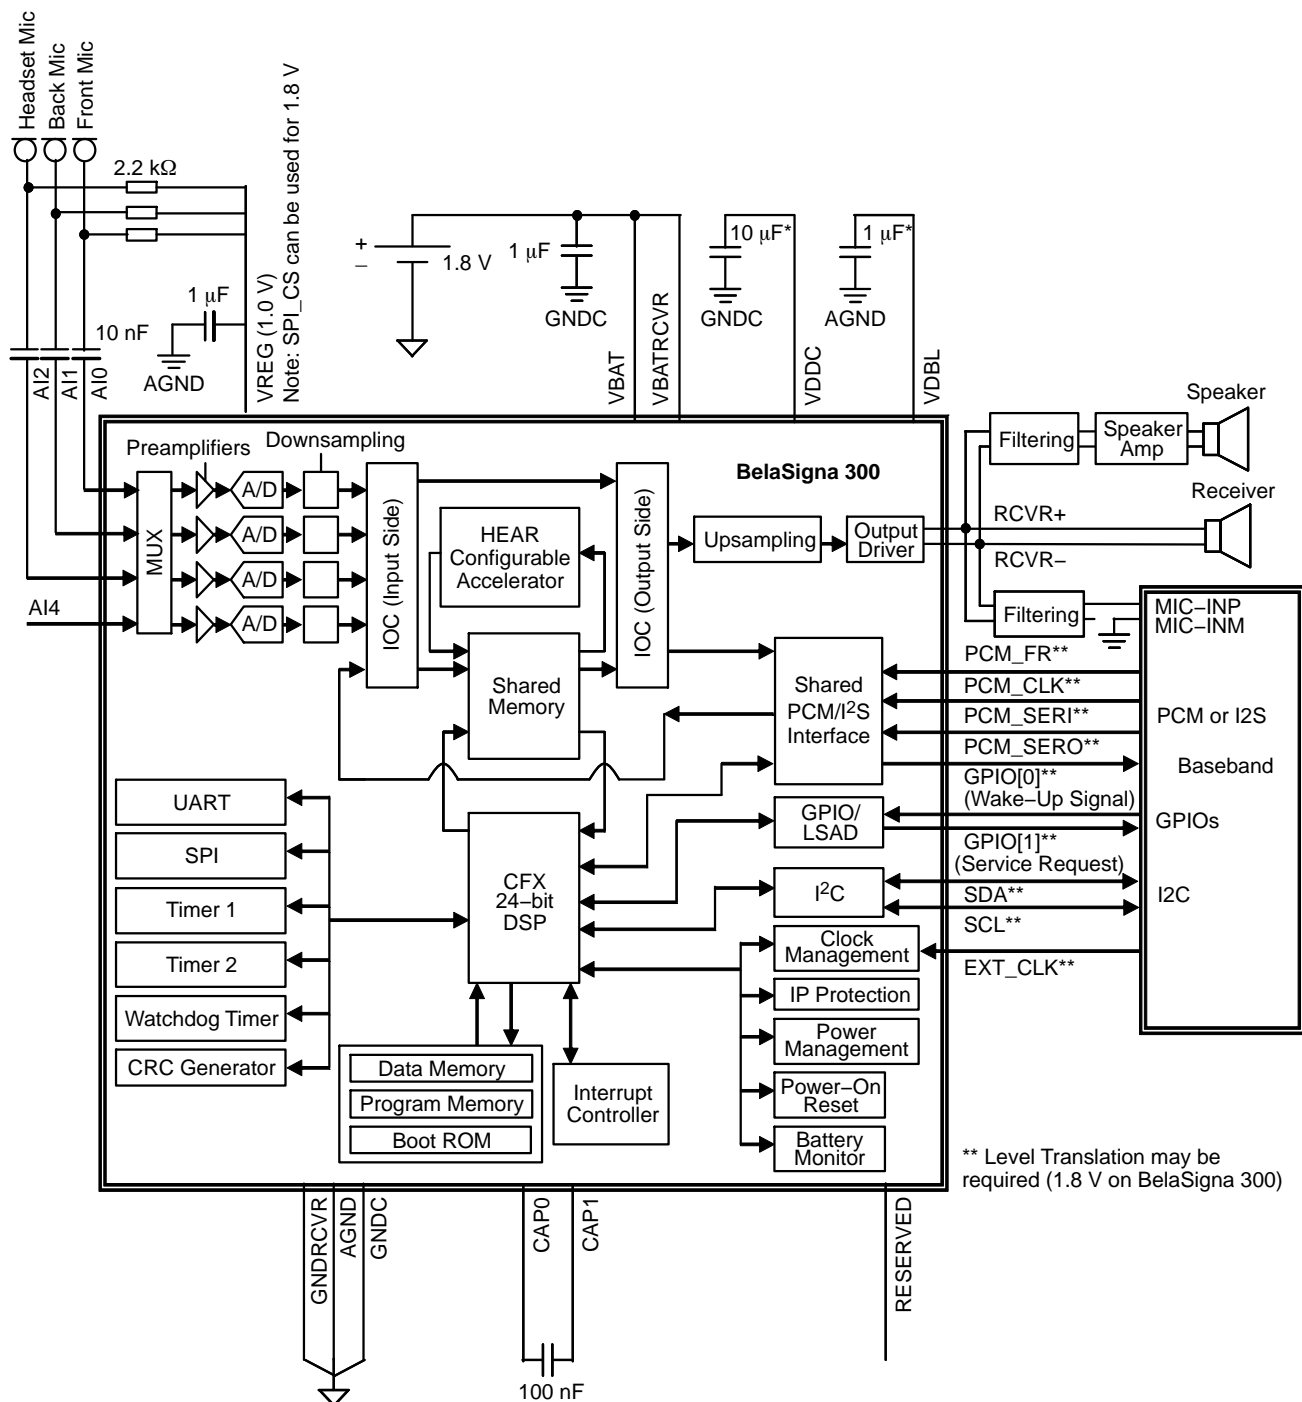 Headset Mic
Back Mic
Front Mic
2.2 kΩ
1 μF
10 nF
AGND
AI2
AI1
AI0
VREG (1.0 V)
Note: SPI_CS can be used for 1.8 V
+
−
1.8 V
1 μF
GNDC
10 μF*
GNDC
1 μF*
AGND
VBAT
VBATRCVR
VDDC
VDBL
Speaker
Filtering
Speaker
Amp
Receiver
Preamplifiers
Downsampling
BelaSigna 300
MUX
A/D
A/D
A/D
A/D
AI4
IOC (Input Side)
HEAR
Configurable
Accelerator
IOC (Output Side)
Upsampling
Output
Driver
RCVR+
RCVR−
Filtering
MIC−INP
MIC−INM
Shared
Memory
Shared
PCM/I2S
Interface
PCM_FR**
PCM_CLK**
PCM_SERI**
PCM_SERO**
PCM or I2S
Baseband
GPIO[0]**
(Wake−Up Signal)
GPIOs
GPIO[1]**
(Service Request)
SDA**
I2C
SCL**
EXT_CLK**
GPIO/
LSAD
I2C
UART
SPI
Timer 1
Timer 2
Watchdog Timer
CRC Generator
CFX
24−bit
DSP
Clock
Management
IP Protection
Power
Management
Power−On
Reset
Battery
Monitor
Data Memory
Program Memory
Boot ROM
Interrupt
Controller
** Level Translation may be
required (1.8 V on BelaSigna 300)
GNDRCVR
AGND
GNDC
CAP0
CAP1
RESERVED
100 nF